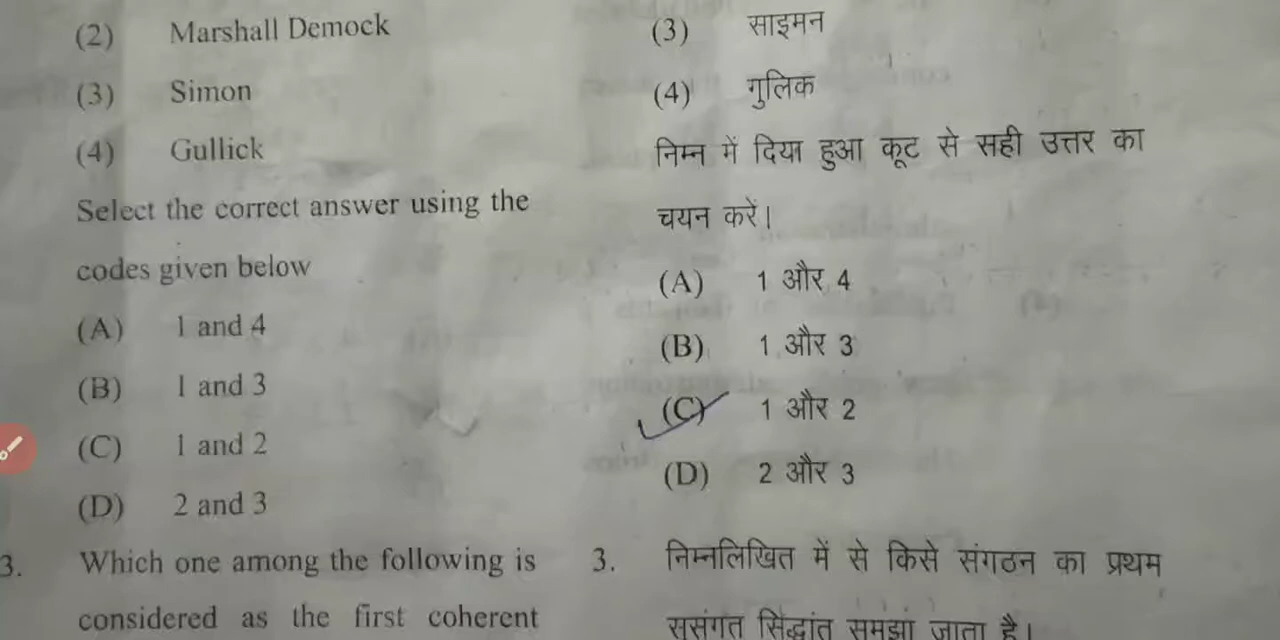 (2) Marshall Demock
(3) Simon
(4) Gullick
Select the correct answer using the
codes given below
(A) 1 and 4
(B) 1 and 3
(C) 1 and 2
(D) 2 and 3
3. Which one among the following is
considered as the first coherent
(3) साइमन
(4) गुलिक
निम्न में दिया हुआ कूट से सही उत्तर का
चयन करें।
(A) 1 और 4
(B) 1 और 3
(C) 1 और 2
(D) 2 और 3
3. निम्नलिखित में से किसे संगठन का प्रथम
सुसंगत सिद्धांत समझा जाता है।